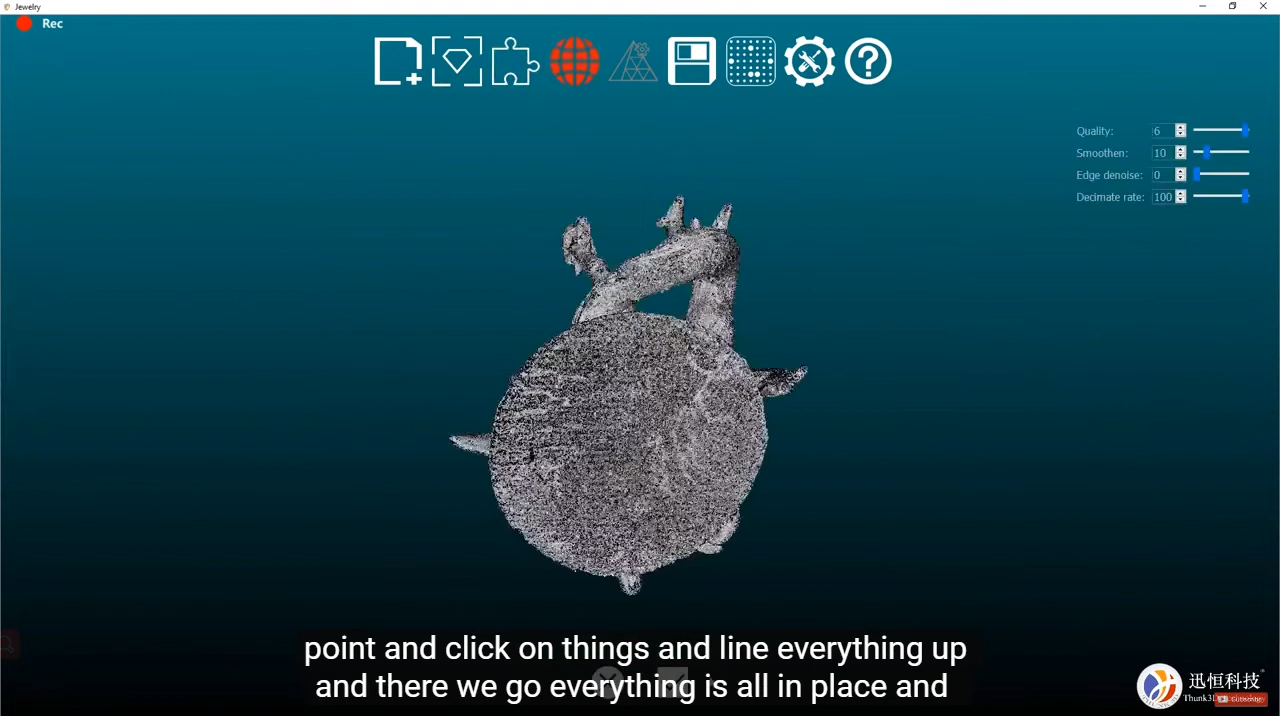 Jewelry
Rec
Quality: 6
Smoothen: 10
Edge denoise: 0
Decimate rate: 100
point and click on things and line everything up
and there we go everything is all in place and
迅恒科技
Subscribe